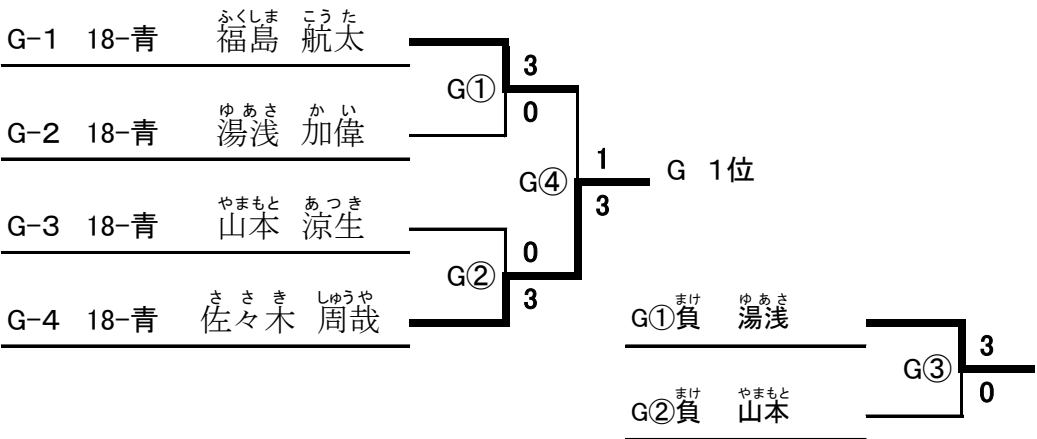 ふくしま こうた
G-1 18-青 福島 航太
3
G①
0
ゆあさ かい
G-2 18-青 湯浅 加偉
1
G④ G 1位
3
やまもと あつき
G-3 18-青 山本 涼生
0
G②
3
ささき しゅうや
G-4 18-青 佐々木 周哉
まけ ゆあさ
G①負 湯浅
3
G③
0
まけ やまもと
G②負 山本